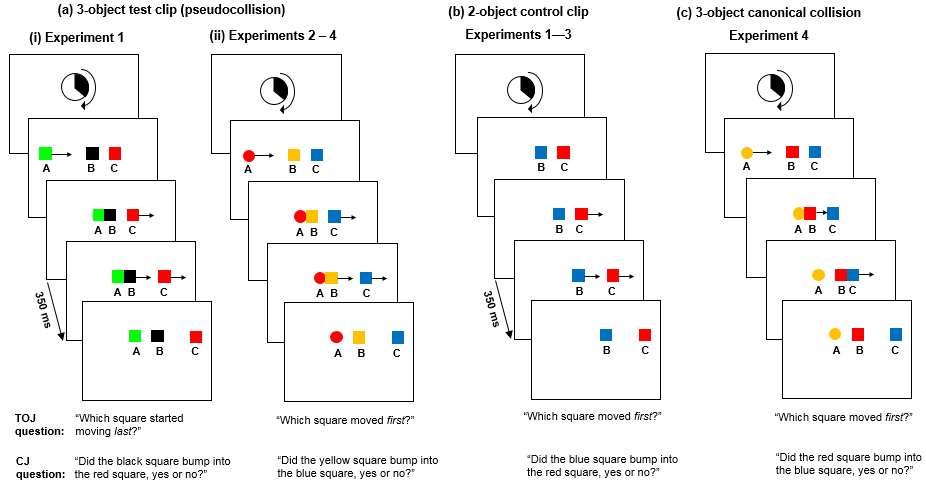 (a) 3-object test clip (pseudocollision)
(i) Experiment 1
(ii) Experiments 2 – 4
(b) 2-object control clip
Experiments 1—3
(c) 3-object canonical collision
Experiment 4
A B C
A B C
B C
A B C
A B C
A B C
B C
A B C
A B C
A B C
B C
A B C
A B C
A B C
B C
A B C
350 ms
350 ms
TOJ question:
"Which square started
moving last?"
"Which square moved first?"
"Which square moved first?"
"Which square moved first?"
CJ question:
"Did the black square bump into
the red square, yes or no?"
"Did the yellow square bump into
the blue square, yes or no?"
"Did the blue square bump into
the red square, yes or no?"
"Did the red square bump into
the blue square, yes or no?"